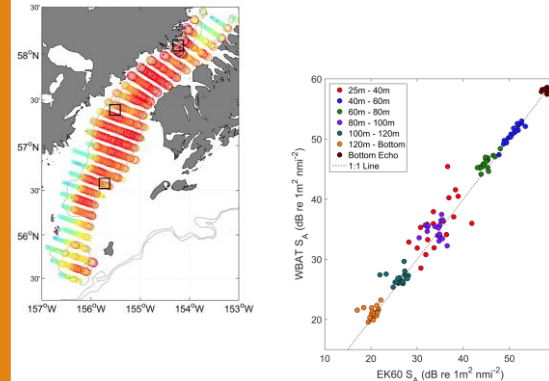 30'
58°N
30'
57°N
30'
56°N
30'
157°W
156°W
155°W
154°W
153°W
60
50
40
30
20
10
20
30
40
50
WBAT S_A (dB re 1m² nmi⁻²)
EK60 S_A (dB re 1m² nmi⁻²)
25m - 40m
40m - 60m
60m - 80m
80m - 100m
100m - 120m
120m - Bottom
Bottom Echo
1:1 Line